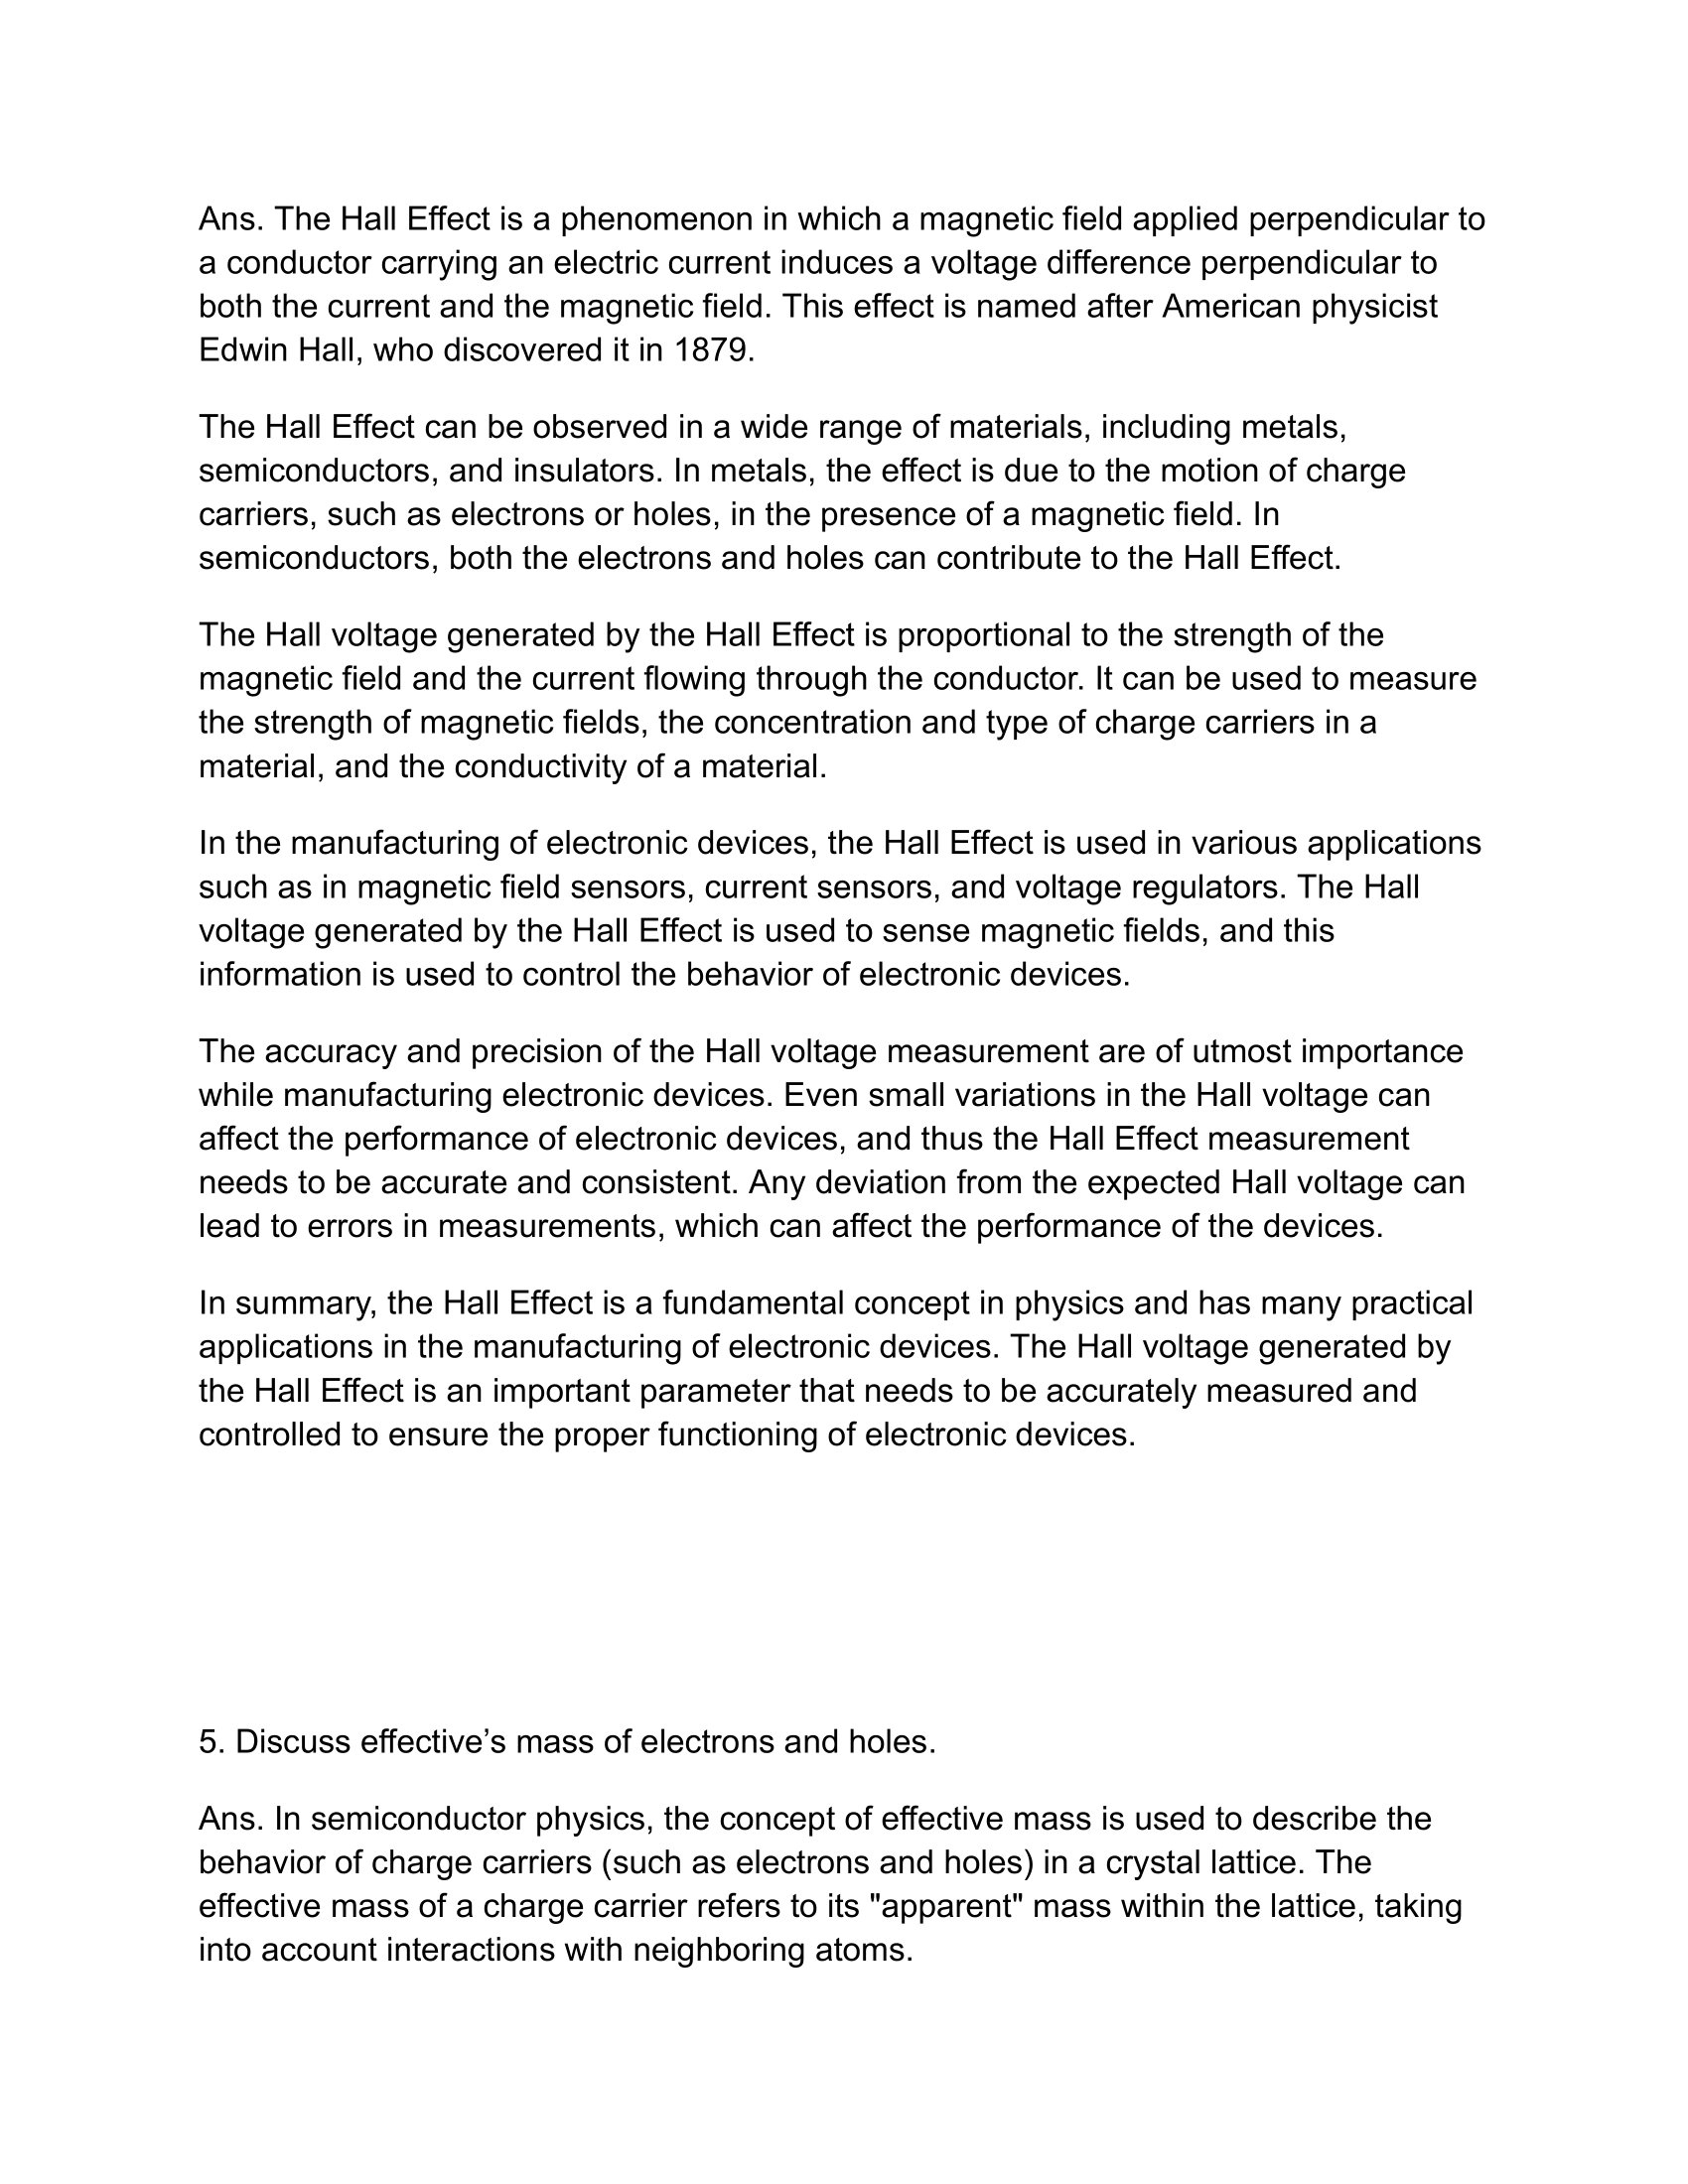 Ans. The Hall Effect is a phenomenon in which a magnetic field applied perpendicular to
a conductor carrying an electric current induces a voltage difference perpendicular to
both the current and the magnetic field. This effect is named after American physicist
Edwin Hall, who discovered it in 1879.
The Hall Effect can be observed in a wide range of materials, including metals,
semiconductors, and insulators. In metals, the effect is due to the motion of charge
carriers, such as electrons or holes, in the presence of a magnetic field. In
semiconductors, both the electrons and holes can contribute to the Hall Effect.
The Hall voltage generated by the Hall Effect is proportional to the strength of the
magnetic field and the current flowing through the conductor. It can be used to measure
the strength of magnetic fields, the concentration and type of charge carriers in a
material, and the conductivity of a material.
In the manufacturing of electronic devices, the Hall Effect is used in various applications
such as in magnetic field sensors, current sensors, and voltage regulators. The Hall
voltage generated by the Hall Effect is used to sense magnetic fields, and this
information is used to control the behavior of electronic devices.
The accuracy and precision of the Hall voltage measurement are of utmost importance
while manufacturing electronic devices. Even small variations in the Hall voltage can
affect the performance of electronic devices, and thus the Hall Effect measurement
needs to be accurate and consistent. Any deviation from the expected Hall voltage can
lead to errors in measurements, which can affect the performance of the devices.
In summary, the Hall Effect is a fundamental concept in physics and has many practical
applications in the manufacturing of electronic devices. The Hall voltage generated by
the Hall Effect is an important parameter that needs to be accurately measured and
controlled to ensure the proper functioning of electronic devices.
5. Discuss effective’s mass of electrons and holes.
Ans. In semiconductor physics, the concept of effective mass is used to describe the
behavior of charge carriers (such as electrons and holes) in a crystal lattice. The
effective mass of a charge carrier refers to its "apparent" mass within the lattice, taking
into account interactions with neighboring atoms.